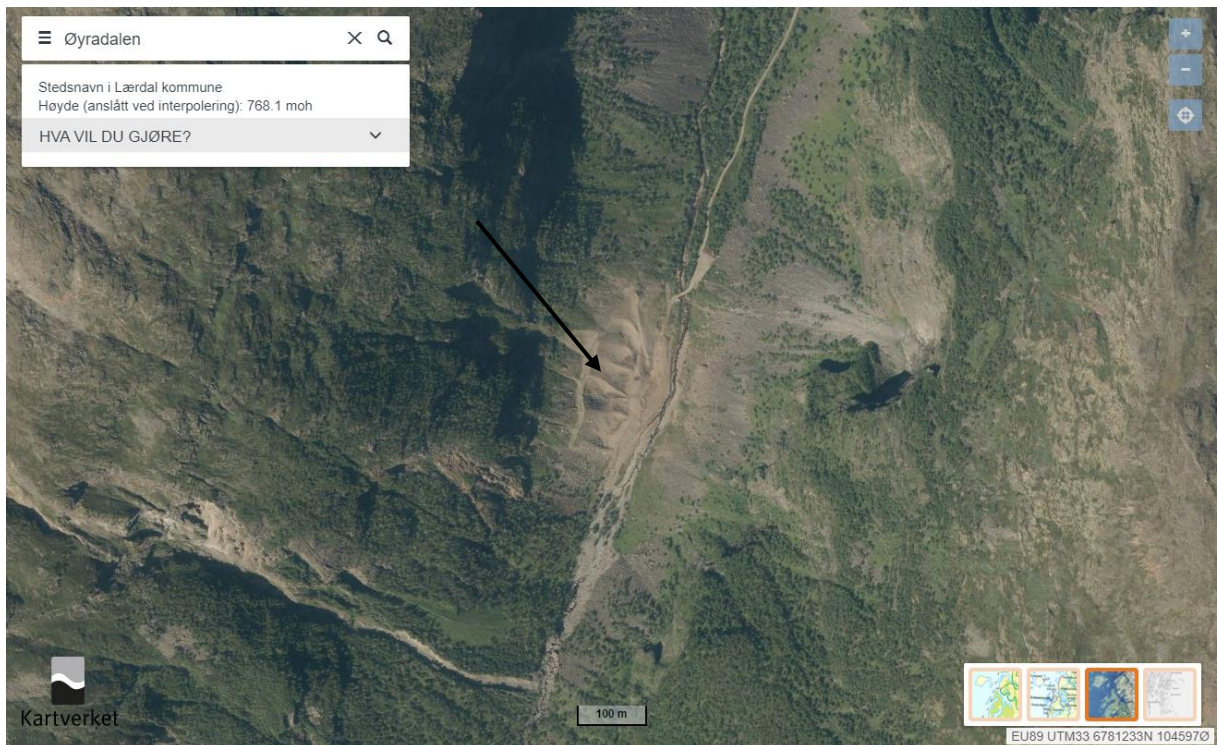 Øyradalen
Stedsnavn i Lærdal kommune
Høyde (anslått ved interpolering): 768.1 moh
HVA VIL DU GJØRE?
Kartverket
100 m
EU89 UTM33 6781233N 104597Ø